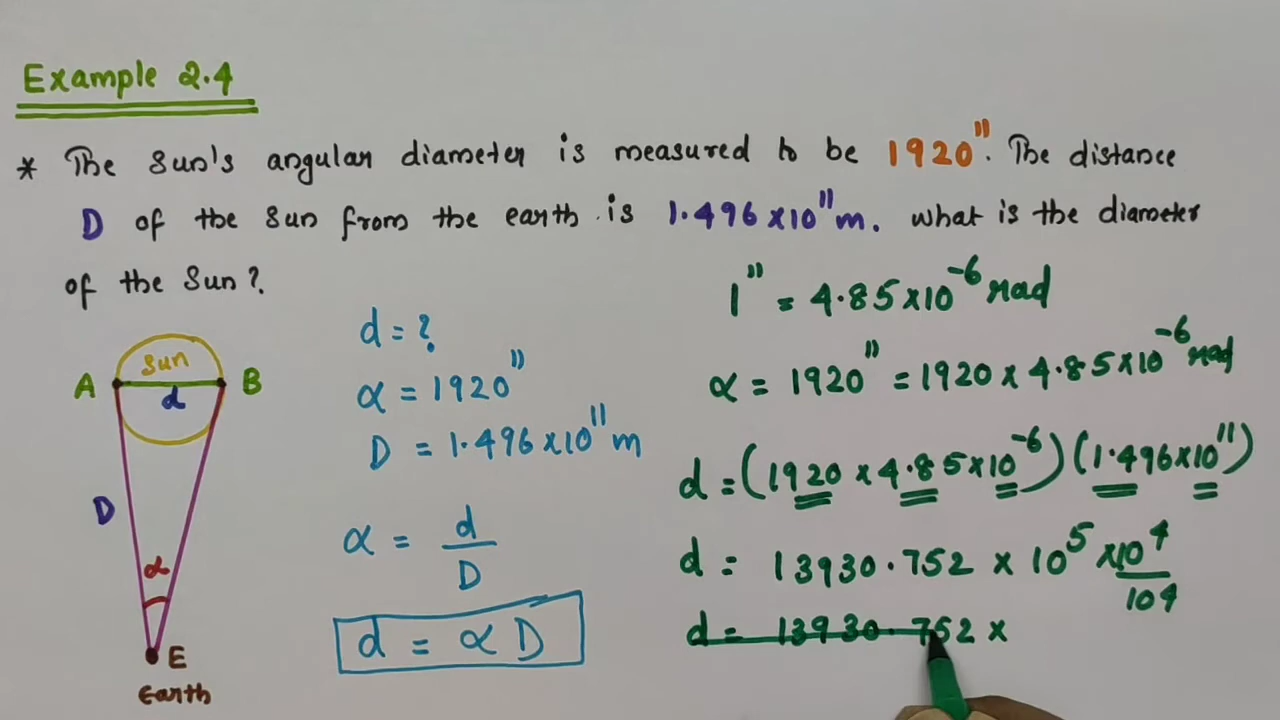 Example 2.4
* The Sun's angular diameter is measured to be 1920". The distance
D of the Sun from the earth is 1.496×10¹¹m. What is the diameter
of the Sun?
Sun
A B
d
D
α
E
Earth
d = ?
α = 1920"
D = 1.496×10¹¹ m
α = d/D
d = αD
1" = 4.85×10⁻⁶ rad
α = 1920" = 1920 × 4.85×10⁻⁶ rad
d = (1920 × 4.85×10⁻⁶) (1.496×10¹¹)
d = 13930.752 × 10⁵ × 10⁴/10⁴
d = 13930.752 ×